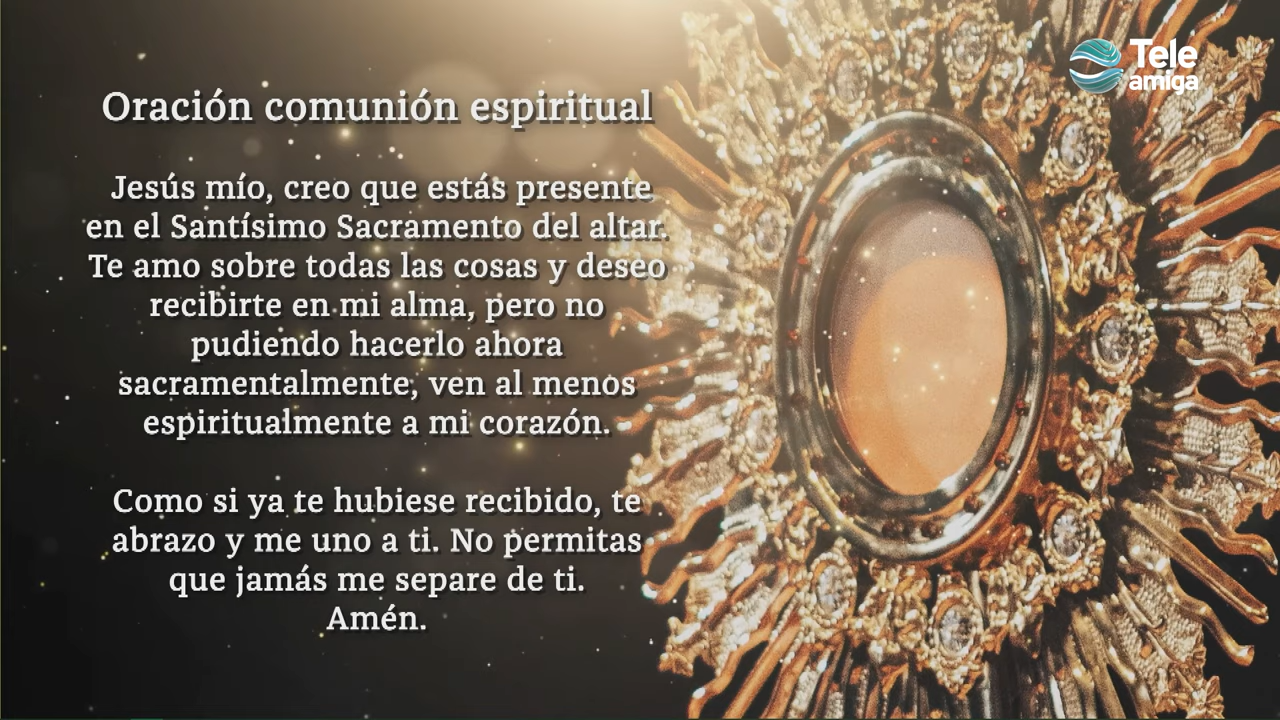 Tele
amiga
Oración comunión espiritual
Jesús mío, creo que estás presente
en el Santísimo Sacramento del altar.
Te amo sobre todas las cosas y deseo
recibirte en mi alma, pero no
pudiendo hacerlo ahora
sacramentalmente, ven al menos
espiritualmente a mi corazón.
Como si ya te hubiese recibido, te
abrazo y me uno a ti. No permitas
que jamás me separe de ti.
Amén.